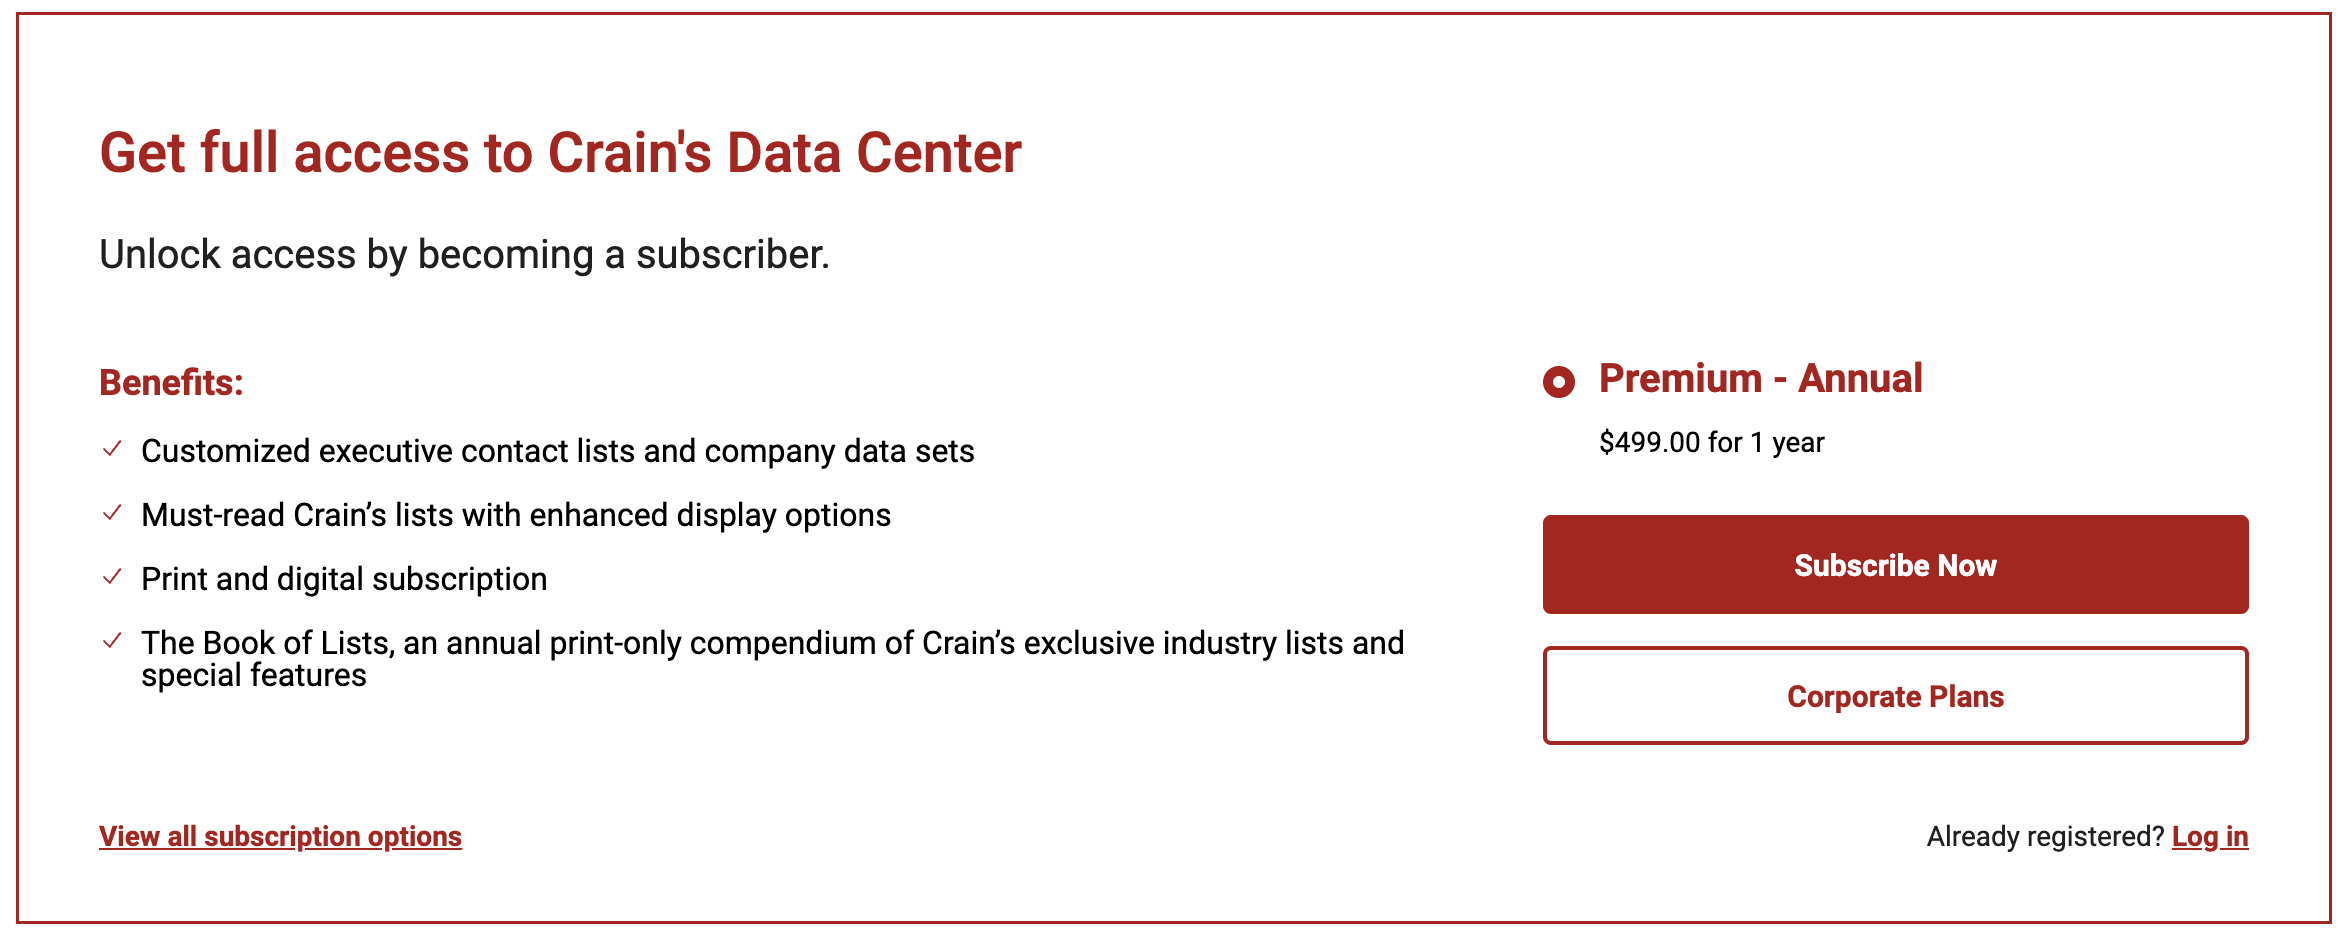 Get full access to Crain's Data Center
Unlock access by becoming a subscriber.
Benefits:
Customized executive contact lists and company data sets
Must-read Crain’s lists with enhanced display options
Print and digital subscription
The Book of Lists, an annual print-only compendium of Crain’s exclusive industry lists and
special features
Premium - Annual
$499.00 for 1 year
Subscribe Now
Corporate Plans
View all subscription options
Already registered? Log in